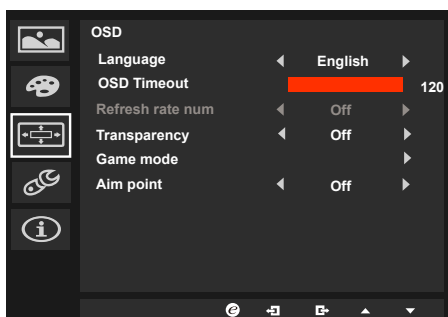 OSD
Language English
OSD Timeout 120
Refresh rate num Off
Transparency Off
Game mode
Aim point Off